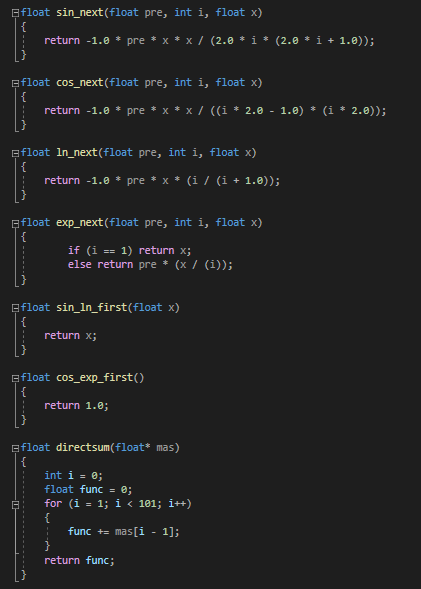 float sin_next(float pre, int i, float x)
{
return -1.0 * pre * x * x / (2.0 * i * (2.0 * i + 1.0));
}
float cos_next(float pre, int i, float x)
{
return -1.0 * pre * x * x / ((i * 2.0 - 1.0) * (i * 2.0));
}
float ln_next(float pre, int i, float x)
{
return -1.0 * pre * x * (i / (i + 1.0));
}
float exp_next(float pre, int i, float x)
{
if (i == 1) return x;
else return pre * (x / (i));
}
float sin_ln_first(float x)
{
return x;
}
float cos_exp_first()
{
return 1.0;
}
float directsum(float* mas)
{
int i = 0;
float func = 0;
for (i = 1; i < 101; i++)
{
func += mas[i - 1];
}
return func;
}